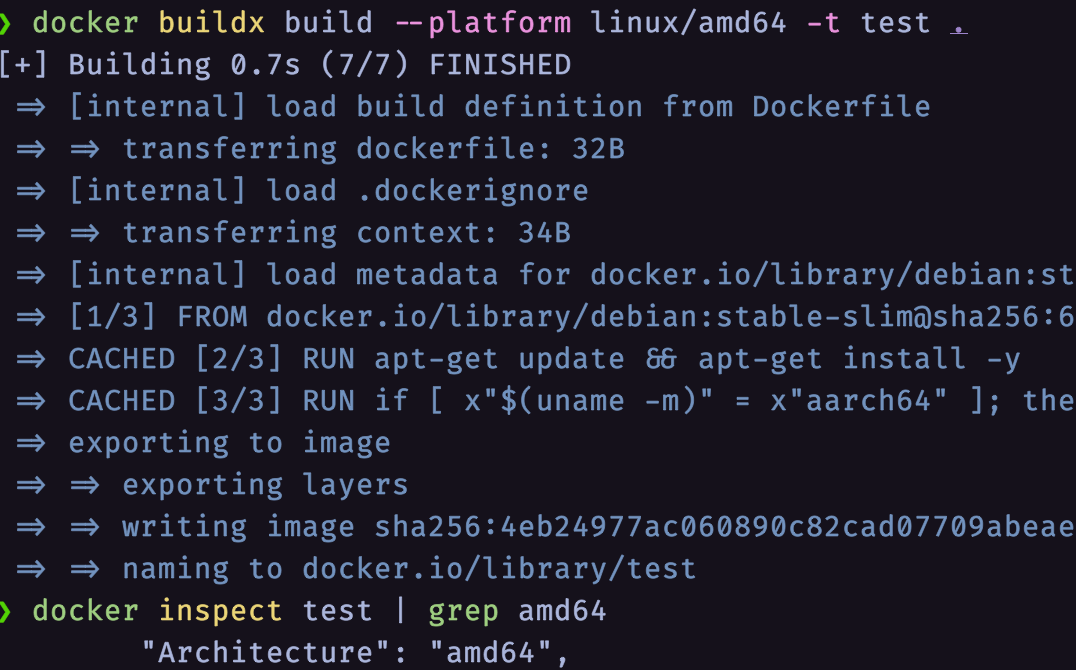 ❯ docker buildx build --platform linux/amd64 -t test .
[+] Building 0.7s (7/7) FINISHED
=> [internal] load build definition from Dockerfile
=> => transferring dockerfile: 32B
=> [internal] load .dockerignore
=> => transferring context: 34B
=> [internal] load metadata for docker.io/library/debian:st
=> [1/3] FROM docker.io/library/debian:stable-slim@sha256:6
=> CACHED [2/3] RUN apt-get update && apt-get install -y
=> CACHED [3/3] RUN if [ x"$(uname -m)" = x"aarch64" ]; the
=> exporting to image
=> => exporting layers
=> => writing image sha256:4eb24977ac060890c82cad07709abeae
=> => naming to docker.io/library/test
❯ docker inspect test | grep amd64
"Architecture": "amd64",